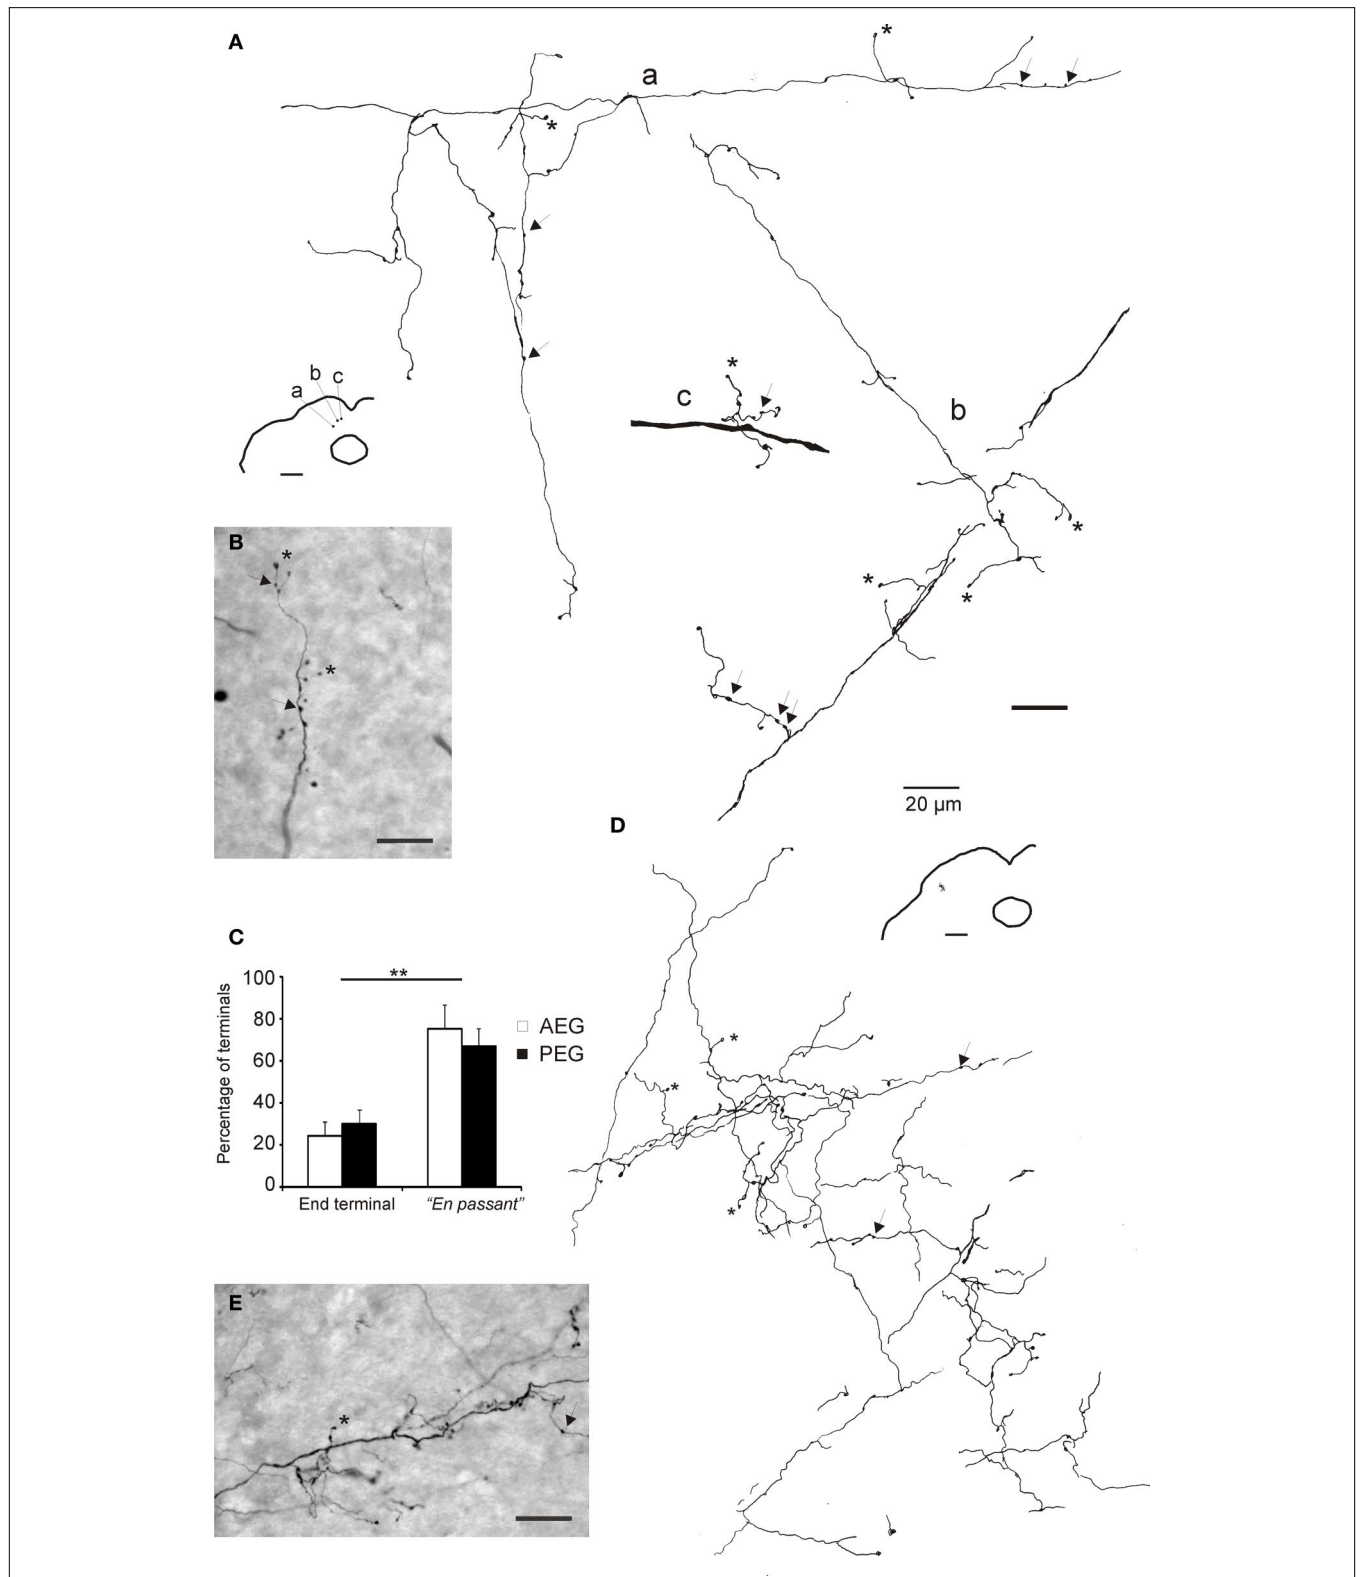 A
*
a
*
b
c
a
*
c
b
B
*
*
*
*
*
20 µm
D
C
100
**
80
60
40
20
0
Percentage of terminals
AEG
PEG
End terminal
"En passant"
*
*
*
E
*